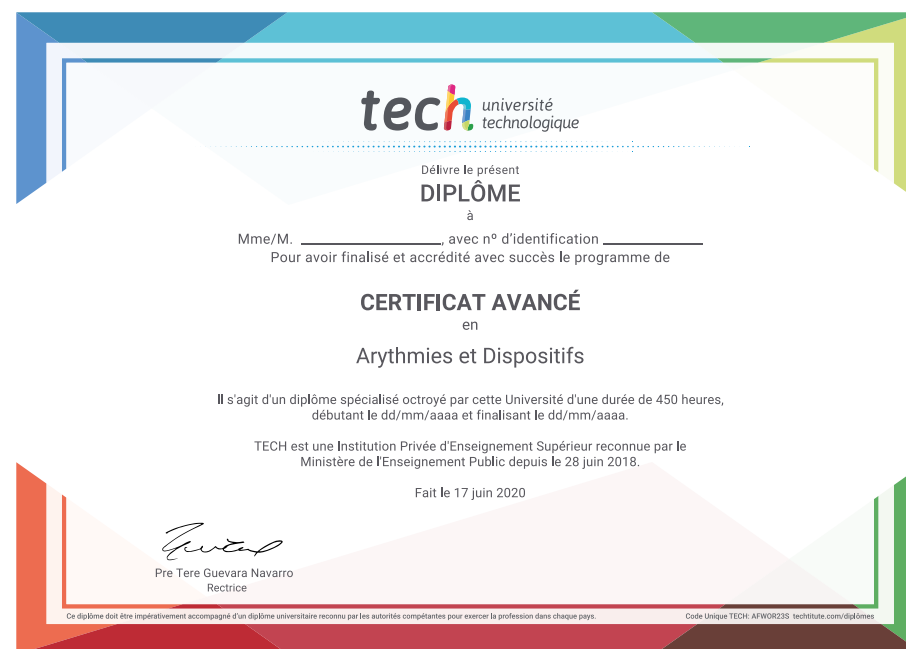 tech université
technologique
Délivre le présent
DIPLÔME
à
Mme/M. ____________________, avec nº d'identification ______________
Pour avoir finalisé et accrédité avec succès le programme de
CERTIFICAT AVANCÉ
en
Arythmies et Dispositifs
Il s'agit d'un diplôme spécialisé octroyé par cette Université d'une durée de 450 heures,
débutant le dd/mm/aaaa et finalisant le dd/mm/aaaa.
TECH est une Institution Privée d'Enseignement Supérieur reconnue par le
Ministère de l'Enseignement Public depuis le 28 juin 2018.
Fait le 17 juin 2020
Pre Tere Guevara Navarro
Rectrice
Ce diplôme doit être impérativement accompagné d'un diplôme universitaire reconnu par les autorités compétantes pour exercer la profession dans chaque pays.
Code Unique TECH: AFWOR23S techtitute.com/diplômes